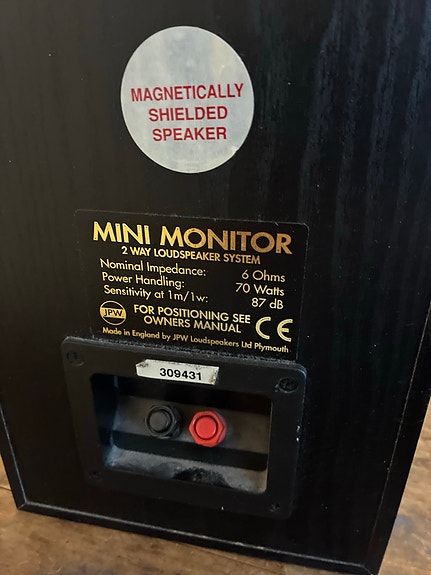 MAGNETICALLY
SHIELDED
SPEAKER
MINI MONITOR
2 WAY LOUDSPEAKER SYSTEM
Nominal Impedance: 6 Ohms
Power Handling: 70 Watts
Sensitivity at 1m/1w: 87 dB
JPW
FOR POSITIONING SEE
OWNERS MANUAL CE
Made in England by JPW Loudspeakers Ltd Plymouth
309431